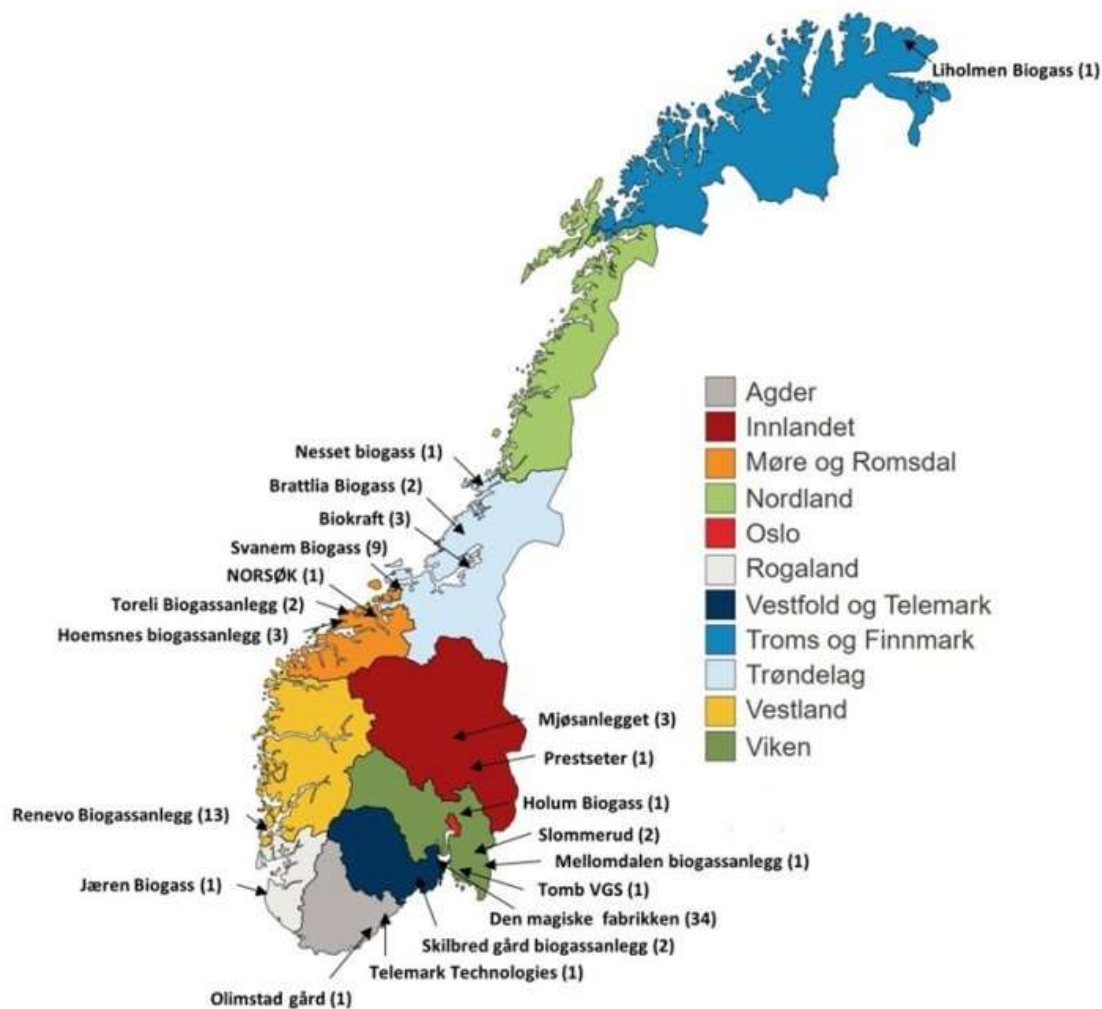 Liholmen Biogass (1)
Agder
Innlandet
Møre og Romsdal
Nordland
Oslo
Rogaland
Vestfold og Telemark
Troms og Finnmark
Trøndelag
Vestland
Viken
Nesset biogass (1)
Brattlia Biogass (2)
Biokraft (3)
Svanem Biogass (9)
NORSØK (1)
Toreli Biogassanlegg (2)
Hoemsnes biogassanlegg (3)
Mjøsanlegget (3)
Prestseter (1)
Holum Biogass (1)
Renevo Biogassanlegg (13)
Slommerud (2)
Mellomdalen biogassanlegg (1)
Jæren Biogass (1)
Tomb VGS (1)
Den magiske fabrikken (34)
Skilbred gård biogassanlegg (2)
Telemark Technologies (1)
Olimstad gård (1)